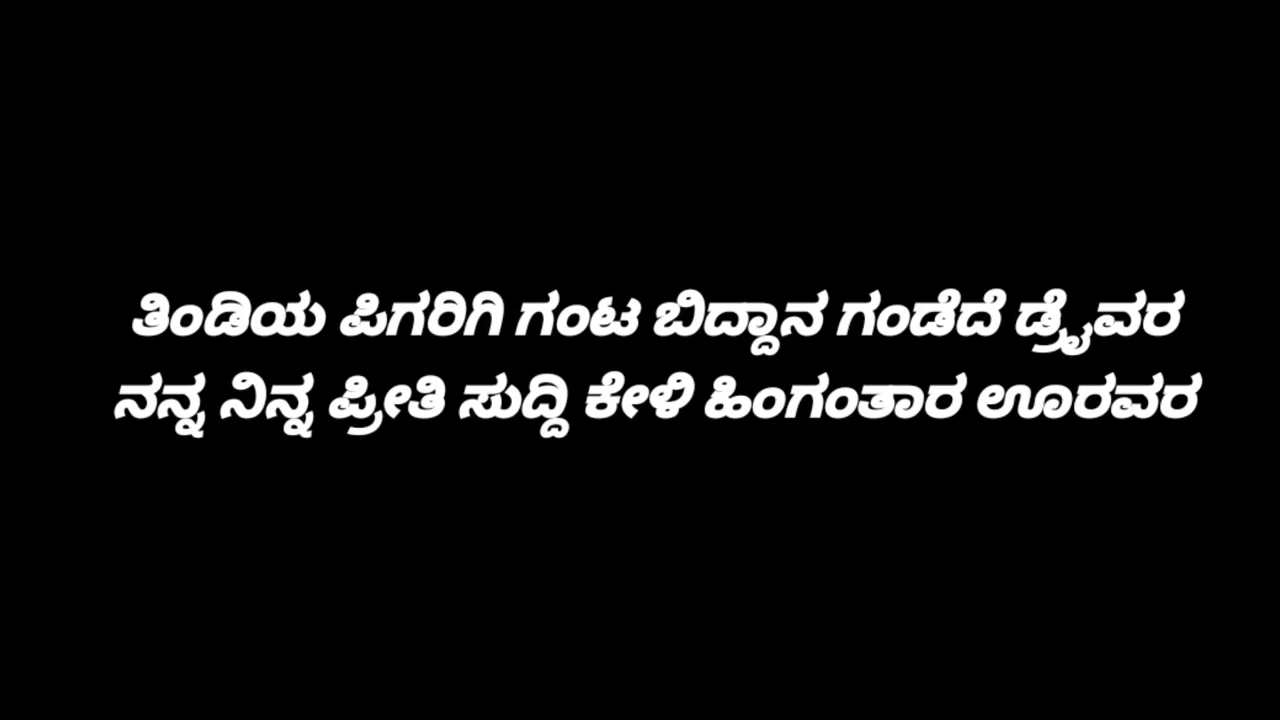 ತಿಂಡಿಯ ಪಿಗರಿಗಿ ಗಂಟ ಬಿದ್ದಾನ ಗಂಡೆದೆ ಡ್ರೈವರ
ನನ್ನ ನಿನ್ನ ಪ್ರೀತಿ ಸುದ್ದಿ ಕೇಳಿ ಹಿಂಗಂತಾರ ಊರವರ